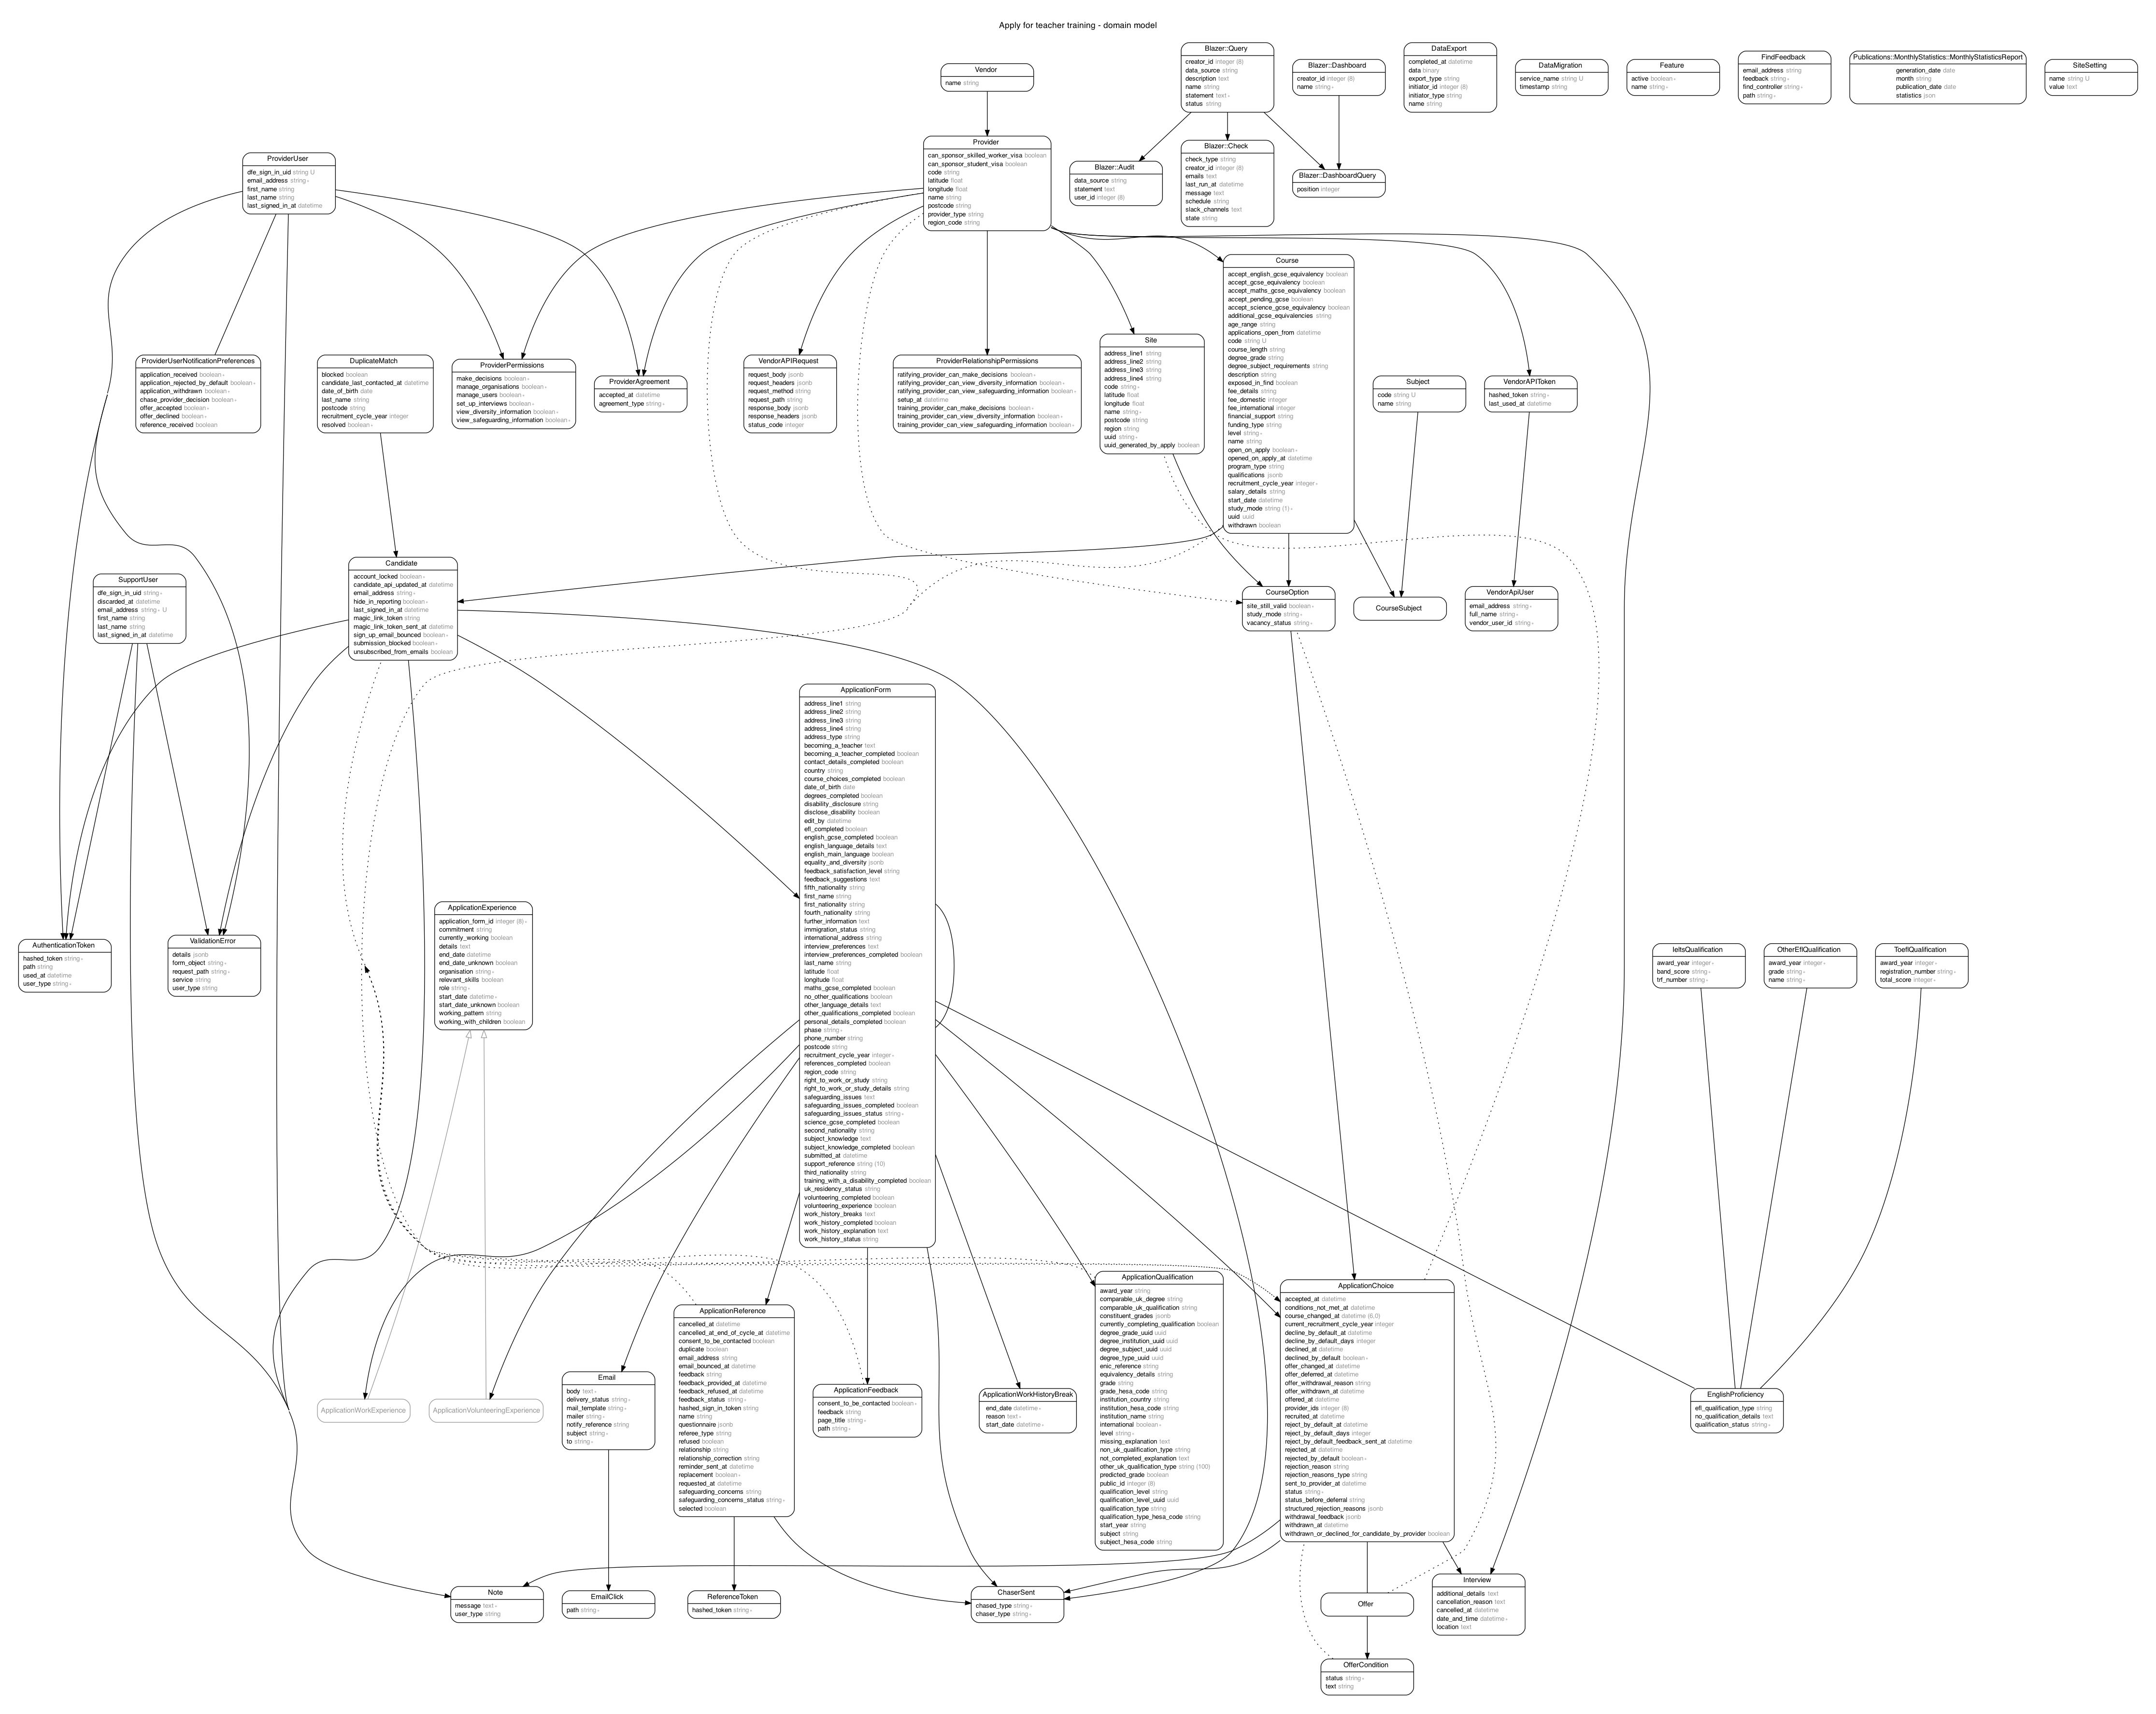 Apply for teacher training - domain model
Vendor
name string
Blazer::Query
creator_id integer (8)
data_source string
description text
name string
statement text ∗
status string
Blazer::Dashboard
creator_id integer (8)
name string ∗
DataExport
completed_at datetime
data binary
export_type string
initiator_id integer (8)
initiator_type string
name string
DataMigration
service_name string U
timestamp string
Feature
active boolean ∗
name string ∗
FindFeedback
email_address string
feedback string ∗
find_controller string ∗
path string ∗
Publications::MonthlyStatistics::MonthlyStatisticsReport
generation_date date
month string
publication_date date
statistics json
SiteSetting
name string U
value text
ProviderUser
dfe_sign_in_uid string U
email_address string ∗
first_name string
last_name string
last_signed_in_at datetime
Provider
can_sponsor_skilled_worker_visa boolean
can_sponsor_student_visa boolean
code string
latitude float
longitude float
name string
postcode string
provider_type string
region_code string
Blazer::Audit
data_source string
statement text
user_id integer (8)
Blazer::Check
check_type string
creator_id integer (8)
emails text
last_run_at datetime
message text
schedule string
slack_channels text
state string
Blazer::DashboardQuery
position integer
ProviderUserNotificationPreferences
application_received boolean ∗
application_rejected_by_default boolean ∗
application_withdrawn boolean ∗
chase_provider_decision boolean ∗
offer_accepted boolean ∗
offer_declined boolean ∗
reference_received boolean
DuplicateMatch
blocked boolean
candidate_last_contacted_at datetime
date_of_birth date
last_name string
postcode string
recruitment_cycle_year integer
resolved boolean ∗
ProviderPermissions
make_decisions boolean ∗
manage_organisations boolean ∗
manage_users boolean ∗
set_up_interviews boolean ∗
view_diversity_information boolean ∗
view_safeguarding_information boolean ∗
ProviderAgreement
accepted_at datetime
agreement_type string ∗
VendorAPIRequest
request_body jsonb
request_headers jsonb
request_method string
request_path string
response_body jsonb
response_headers jsonb
status_code integer
ProviderRelationshipPermissions
ratifying_provider_can_make_decisions boolean ∗
ratifying_provider_can_view_diversity_information boolean ∗
ratifying_provider_can_view_safeguarding_information boolean ∗
setup_at datetime
training_provider_can_make_decisions boolean ∗
training_provider_can_view_diversity_information boolean ∗
training_provider_can_view_safeguarding_information boolean ∗
Site
address_line1 string
address_line2 string
address_line3 string
address_line4 string
code string ∗
latitude float
longitude float
name string ∗
postcode string
region string
uuid string ∗
uuid_generated_by_apply boolean
Course
accept_english_gcse_equivalency boolean
accept_gcse_equivalency boolean
accept_maths_gcse_equivalency boolean
accept_pending_gcse boolean
accept_science_gcse_equivalency boolean
additional_gcse_equivalencies string
age_range string
applications_open_from datetime
code string U
course_length string
degree_grade string
degree_subject_requirements string
description string
exposed_in_find boolean
fee_details string
fee_domestic integer
fee_international integer
financial_support string
funding_type string
level string ∗
name string
open_on_apply boolean ∗
opened_on_apply_at datetime
program_type string
qualifications jsonb
recruitment_cycle_year integer ∗
salary_details string
start_date datetime
study_mode string (1) ∗
uuid uuid
withdrawn boolean
Subject
code string U
name string
VendorAPIToken
hashed_token string ∗
last_used_at datetime
SupportUser
dfe_sign_in_uid string ∗
discarded_at datetime
email_address string ∗ U
first_name string
last_name string
last_signed_in_at datetime
Candidate
account_locked boolean ∗
candidate_api_updated_at datetime
email_address string ∗
hide_in_reporting boolean ∗
last_signed_in_at datetime
magic_link_token string
magic_link_token_sent_at datetime
sign_up_email_bounced boolean ∗
submission_blocked boolean ∗
unsubscribed_from_emails boolean
CourseOption
site_still_valid boolean ∗
study_mode string ∗
vacancy_status string ∗
CourseSubject
VendorApiUser
email_address string ∗
full_name string ∗
vendor_user_id string ∗
ApplicationForm
address_line1 string
address_line2 string
address_line3 string
address_line4 string
address_type string
becoming_a_teacher text
becoming_a_teacher_completed boolean
contact_details_completed boolean
country string
course_choices_completed boolean
date_of_birth date
degrees_completed boolean
disability_disclosure string
disclose_disability boolean
edit_by datetime
efl_completed boolean
english_gcse_completed boolean
english_language_details text
english_main_language boolean
equality_and_diversity jsonb
feedback_satisfaction_level string
feedback_suggestions text
fifth_nationality string
first_name string
first_nationality string
fourth_nationality string
further_information text
immigration_status string
international_address string
interview_preferences text
interview_preferences_completed boolean
last_name string
latitude float
longitude float
maths_gcse_completed boolean
no_other_qualifications boolean
other_language_details text
other_qualifications_completed boolean
personal_details_completed boolean
phase string ∗
phone_number string
postcode string
recruitment_cycle_year integer ∗
references_completed boolean
region_code string
right_to_work_or_study string
right_to_work_or_study_details string
safeguarding_issues text
safeguarding_issues_completed boolean
safeguarding_issues_status string ∗
science_gcse_completed boolean
second_nationality string
subject_knowledge text
subject_knowledge_completed boolean
submitted_at datetime
support_reference string (10)
third_nationality string
training_with_a_disability_completed boolean
uk_residency_status string
volunteering_completed boolean
volunteering_experience boolean
work_history_breaks text
work_history_completed boolean
work_history_explanation text
work_history_status string
ApplicationExperience
application_form_id integer (8) ∗
commitment string
currently_working boolean
details text
end_date datetime
end_date_unknown boolean
organisation string ∗
relevant_skills boolean
role string ∗
start_date datetime ∗
start_date_unknown boolean
working_pattern string
working_with_children boolean
AuthenticationToken
hashed_token string ∗
path string
used_at datetime
user_type string ∗
ValidationError
details jsonb
form_object string ∗
request_path string ∗
service string
user_type string
IeltsQualification
award_year integer ∗
band_score string ∗
trf_number string ∗
OtherEflQualification
award_year integer ∗
grade string ∗
name string ∗
ToeflQualification
award_year integer ∗
registration_number string ∗
total_score integer ∗
ApplicationWorkExperience
ApplicationVolunteeringExperience
Email
body text ∗
delivery_status string ∗
mail_template string ∗
mailer string ∗
notify_reference string
subject string ∗
to string ∗
ApplicationReference
cancelled_at datetime
cancelled_at_end_of_cycle_at datetime
consent_to_be_contacted boolean
duplicate boolean
email_address string
email_bounced_at datetime
feedback string
feedback_provided_at datetime
feedback_refused_at datetime
feedback_status string ∗
hashed_sign_in_token string
name string
questionnaire jsonb
referee_type string
refused boolean
relationship string
relationship_correction string
reminder_sent_at datetime
replacement boolean ∗
requested_at datetime
safeguarding_concerns string
safeguarding_concerns_status string ∗
selected boolean
ApplicationFeedback
consent_to_be_contacted boolean ∗
feedback string
page_title string ∗
path string ∗
ApplicationWorkHistoryBreak
end_date datetime ∗
reason text ∗
start_date datetime ∗
ApplicationQualification
award_year string
comparable_uk_degree string
comparable_uk_qualification string
constituent_grades jsonb
currently_completing_qualification boolean
degree_grade_uuid uuid
degree_institution_uuid uuid
degree_subject_uuid uuid
degree_type_uuid uuid
enic_reference string
equivalency_details string
grade string
grade_hesa_code string
institution_country string
institution_hesa_code string
institution_name string
international boolean ∗
level string ∗
missing_explanation text
non_uk_qualification_type string
not_completed_explanation text
other_uk_qualification_type string (100)
predicted_grade boolean
public_id integer (8)
qualification_level string
qualification_level_uuid uuid
qualification_type string
qualification_type_hesa_code string
start_year string
subject string
subject_hesa_code string
ApplicationChoice
accepted_at datetime
conditions_not_met_at datetime
course_changed_at datetime (6,0)
current_recruitment_cycle_year integer
decline_by_default_at datetime
decline_by_default_days integer
declined_at datetime
declined_by_default boolean ∗
offer_changed_at datetime
offer_deferred_at datetime
offer_withdrawal_reason string
offer_withdrawn_at datetime
offered_at datetime
provider_ids integer (8)
recruited_at datetime
reject_by_default_at datetime
reject_by_default_days integer
reject_by_default_feedback_sent_at datetime
rejected_at datetime
rejected_by_default boolean ∗
rejection_reason string
rejection_reasons_type string
sent_to_provider_at datetime
status string ∗
status_before_deferral string
structured_rejection_reasons jsonb
withdrawal_feedback jsonb
withdrawn_at datetime
withdrawn_or_declined_for_candidate_by_provider boolean
EnglishProficiency
efl_qualification_type string
no_qualification_details text
qualification_status string ∗
Note
message text ∗
user_type string
EmailClick
path string ∗
ReferenceToken
hashed_token string ∗
ChaserSent
chased_type string ∗
chaser_type string ∗
Offer
Interview
additional_details text
cancellation_reason text
cancelled_at datetime
date_and_time datetime ∗
location text
OfferCondition
status string ∗
text string